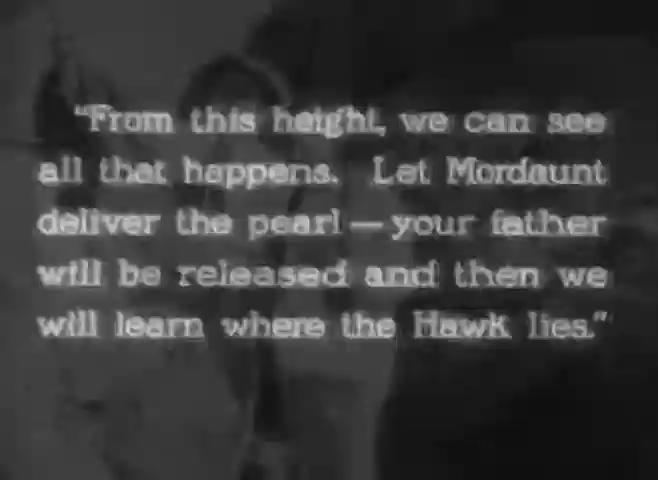 "From this height, we can see
all that happens. Let Mordaunt
deliver the pearl — your father
will be released and then we
will learn where the Hawk lies."